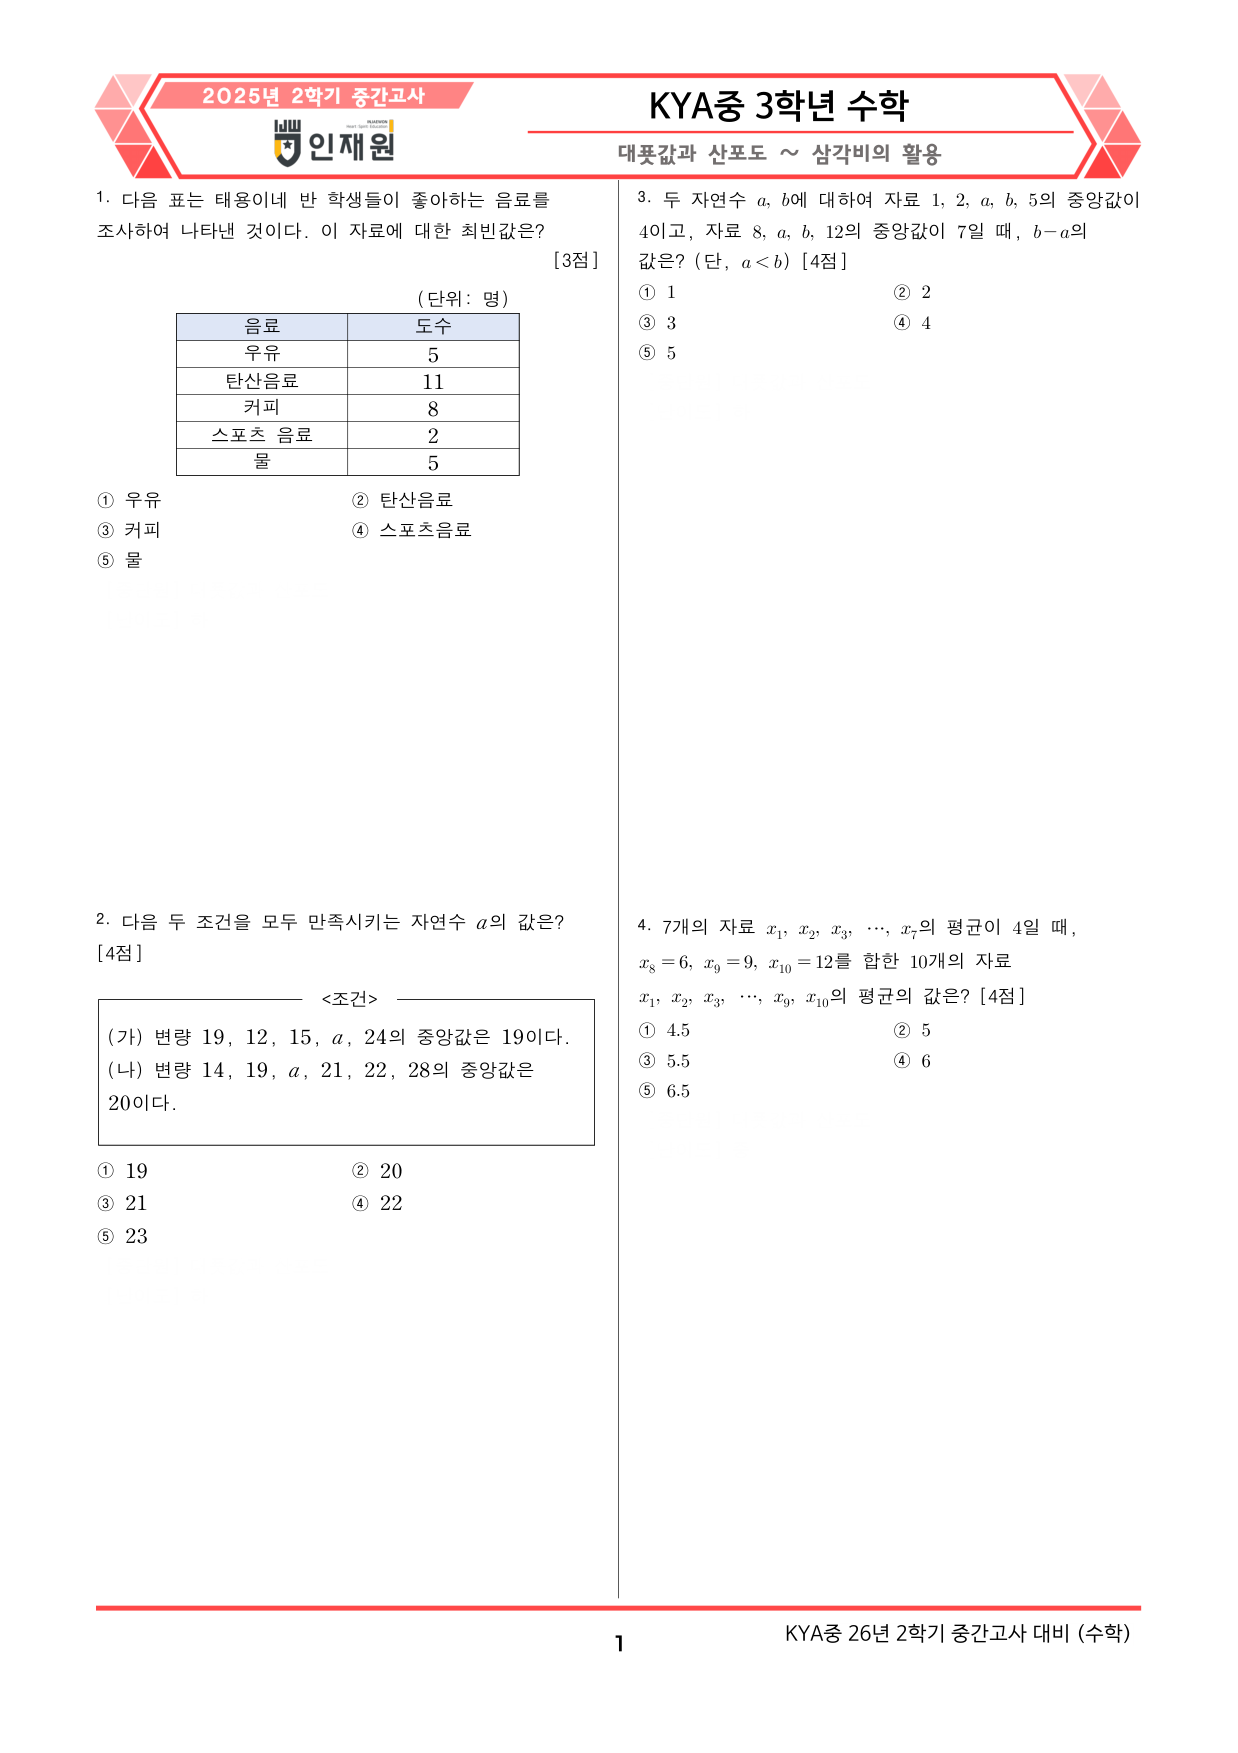 2025년 2학기 중간고사
인재원
KYA중 3학년 수학
대푯값과 산포도 ~ 삼각비의 활용
1. 다음 표는 태용이네 반 학생들이 좋아하는 음료를
조사하여 나타낸 것이다. 이 자료에 대한 최빈값은?
[3점]
(단위: 명)
음료 도수
우유 5
탄산음료 11
커피 8
스포츠 음료 2
물 5
① 우유 ② 탄산음료
③ 커피 ④ 스포츠음료
⑤ 물
2. 다음 두 조건을 모두 만족시키는 자연수 a의 값은?
[4점]
<조건>
(가) 변량 19, 12, 15, a, 24의 중앙값은 19이다.
(나) 변량 14, 19, a, 21, 22, 28의 중앙값은
20이다.
① 19 ② 20
③ 21 ④ 22
⑤ 23
3. 두 자연수 a, b에 대하여 자료 1, 2, a, b, 5의 중앙값이
4이고, 자료 8, a, b, 12의 중앙값이 7일 때, b-a의
값은? (단, a<b) [4점]
① 1 ② 2
③ 3 ④ 4
⑤ 5
4. 7개의 자료 x₁, x₂, x₃, ⋯, x₇의 평균이 4일 때,
x₈=6, x₉=9, x₁₀=12를 합한 10개의 자료
x₁, x₂, x₃, ⋯, x₉, x₁₀의 평균의 값은? [4점]
① 4.5 ② 5
③ 5.5 ④ 6
⑤ 6.5
1
KYA중 26년 2학기 중간고사 대비 (수학)